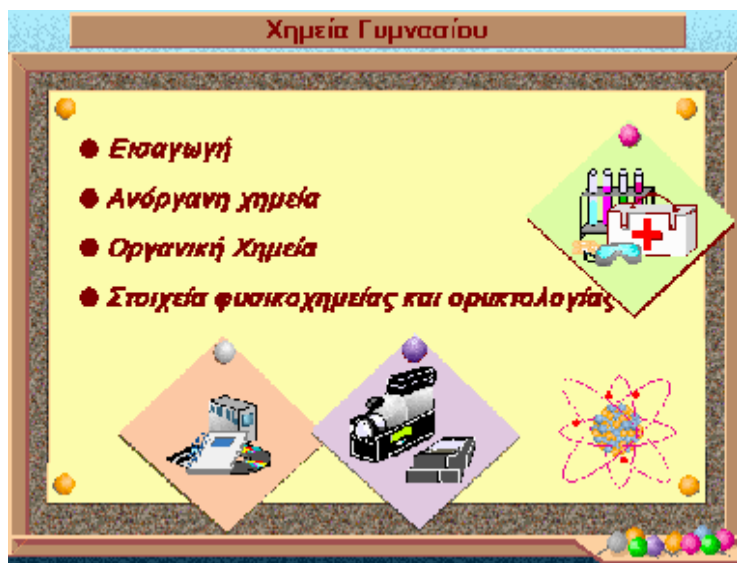 Χημεία Γυμνασίου
Εισαγωγή
Ανόργανη χημεία
Οργανική Χημεία
Στοιχεία φυσικοχημείας και ορυκτολογίας